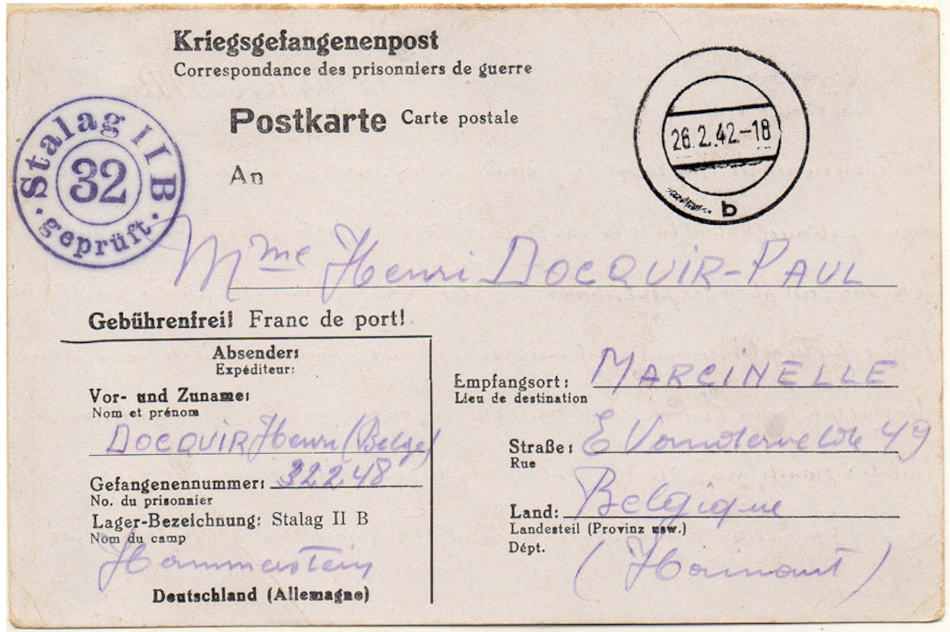 Kriegsgefangenenpost
Correspondance des prisonniers de guerre
Postkarte Carte postale
Stalag II B
32
geprüft
26.2.42.-18
b
An
Mme Henri DOCQUIR-PAUL
Gebührenfrei! Franc de port!
Absender:
Expéditeur:
Vor- und Zuname:
Nom et prénom
DOCQUIR Henri (Belge)
Gefangenennummer: 32248
No. du prisonnier
Lager-Bezeichnung: Stalag II B
Nom du camp
Hammerstein
Deutschland (Allemagne)
Empfangsort: MARCINELLE
Lieu de destination
Straße: E Vandervelde 49
Rue
Land: Belgique
Landesteil (Provinz usw.)
Dépt. (Hainaut)